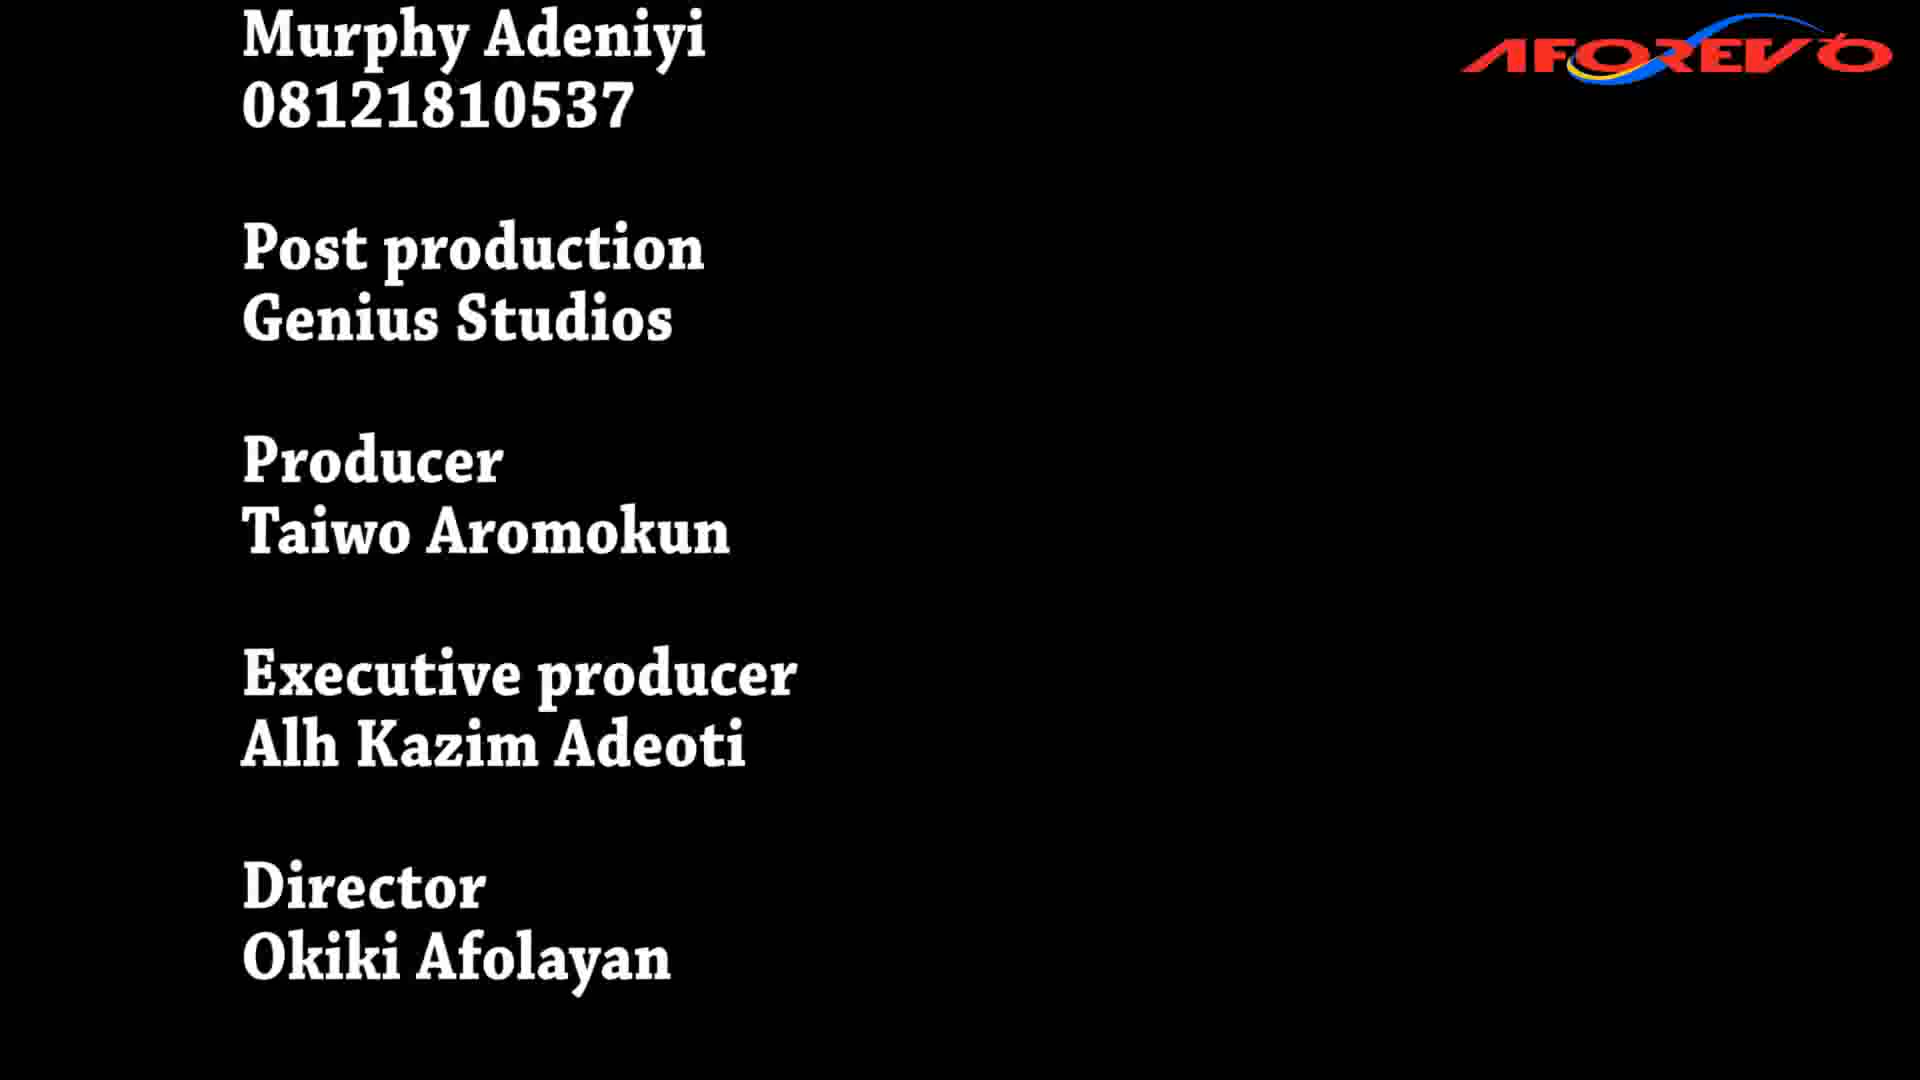 Murphy Adeniyi
08121810537
AFOREVO
Post production
Genius Studios
Producer
Taiwo Aromokun
Executive producer
Alh Kazim Adeoti
Director
Okiki Afolayan